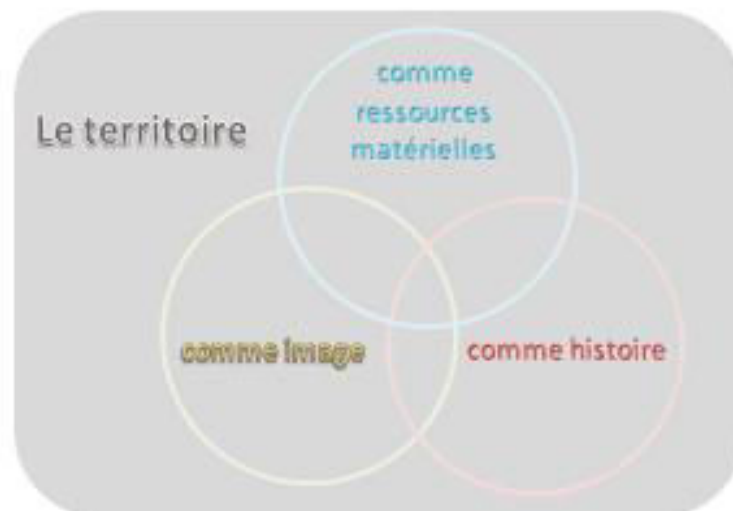 Le territoire
comme
ressources
matérielles
comme image
comme histoire